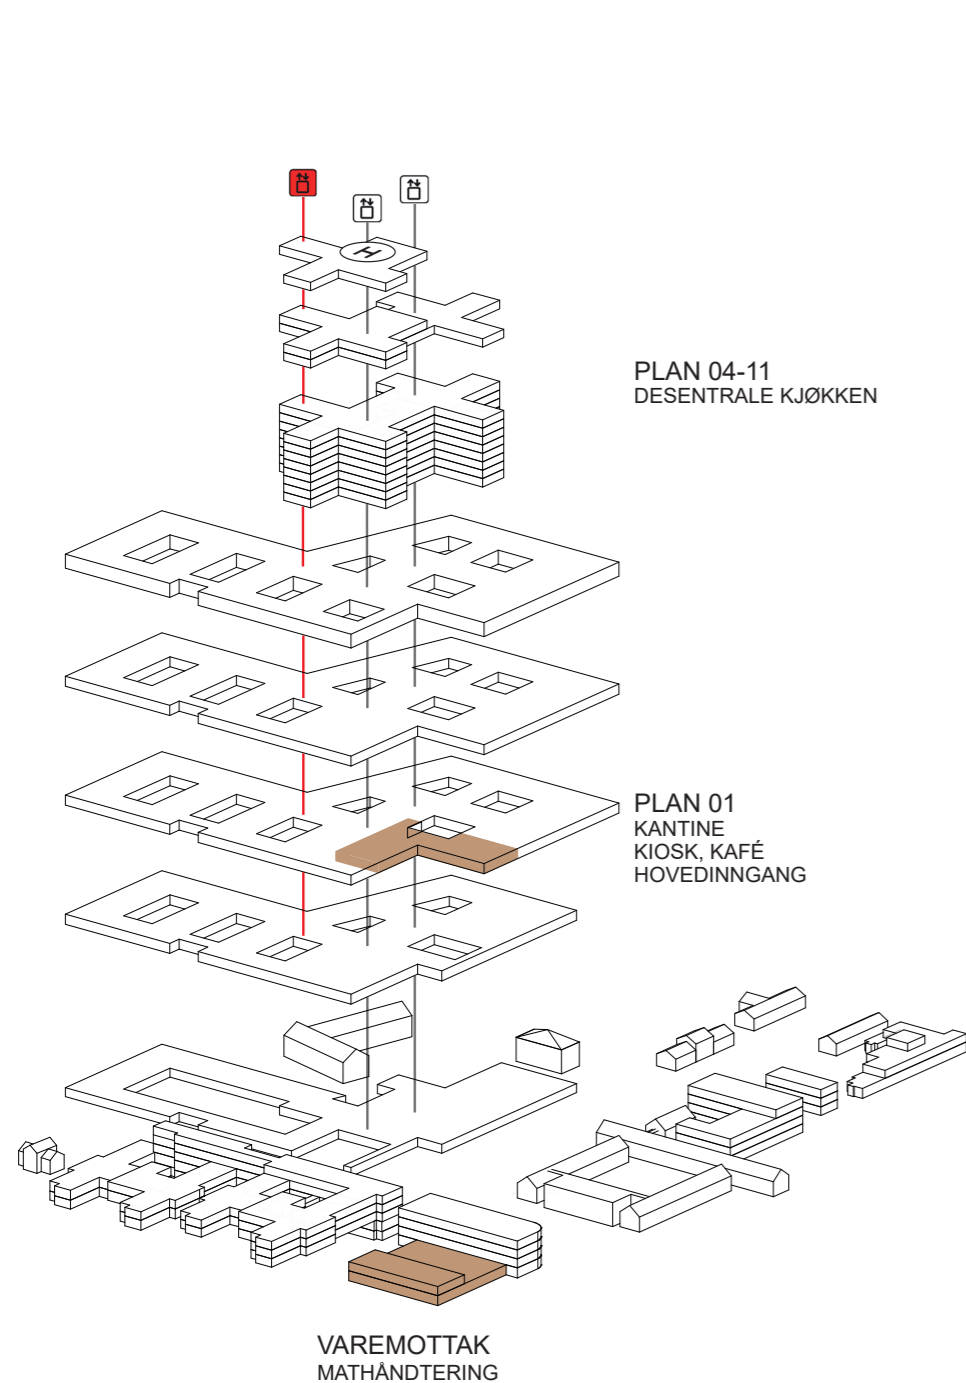 H
PLAN 04-11
DESENTRALE KJØKKEN
PLAN 01
KANTINE
KIOSK, KAFÉ
HOVEDINNGANG
VAREMOTTAK
MATHÅNDTERING